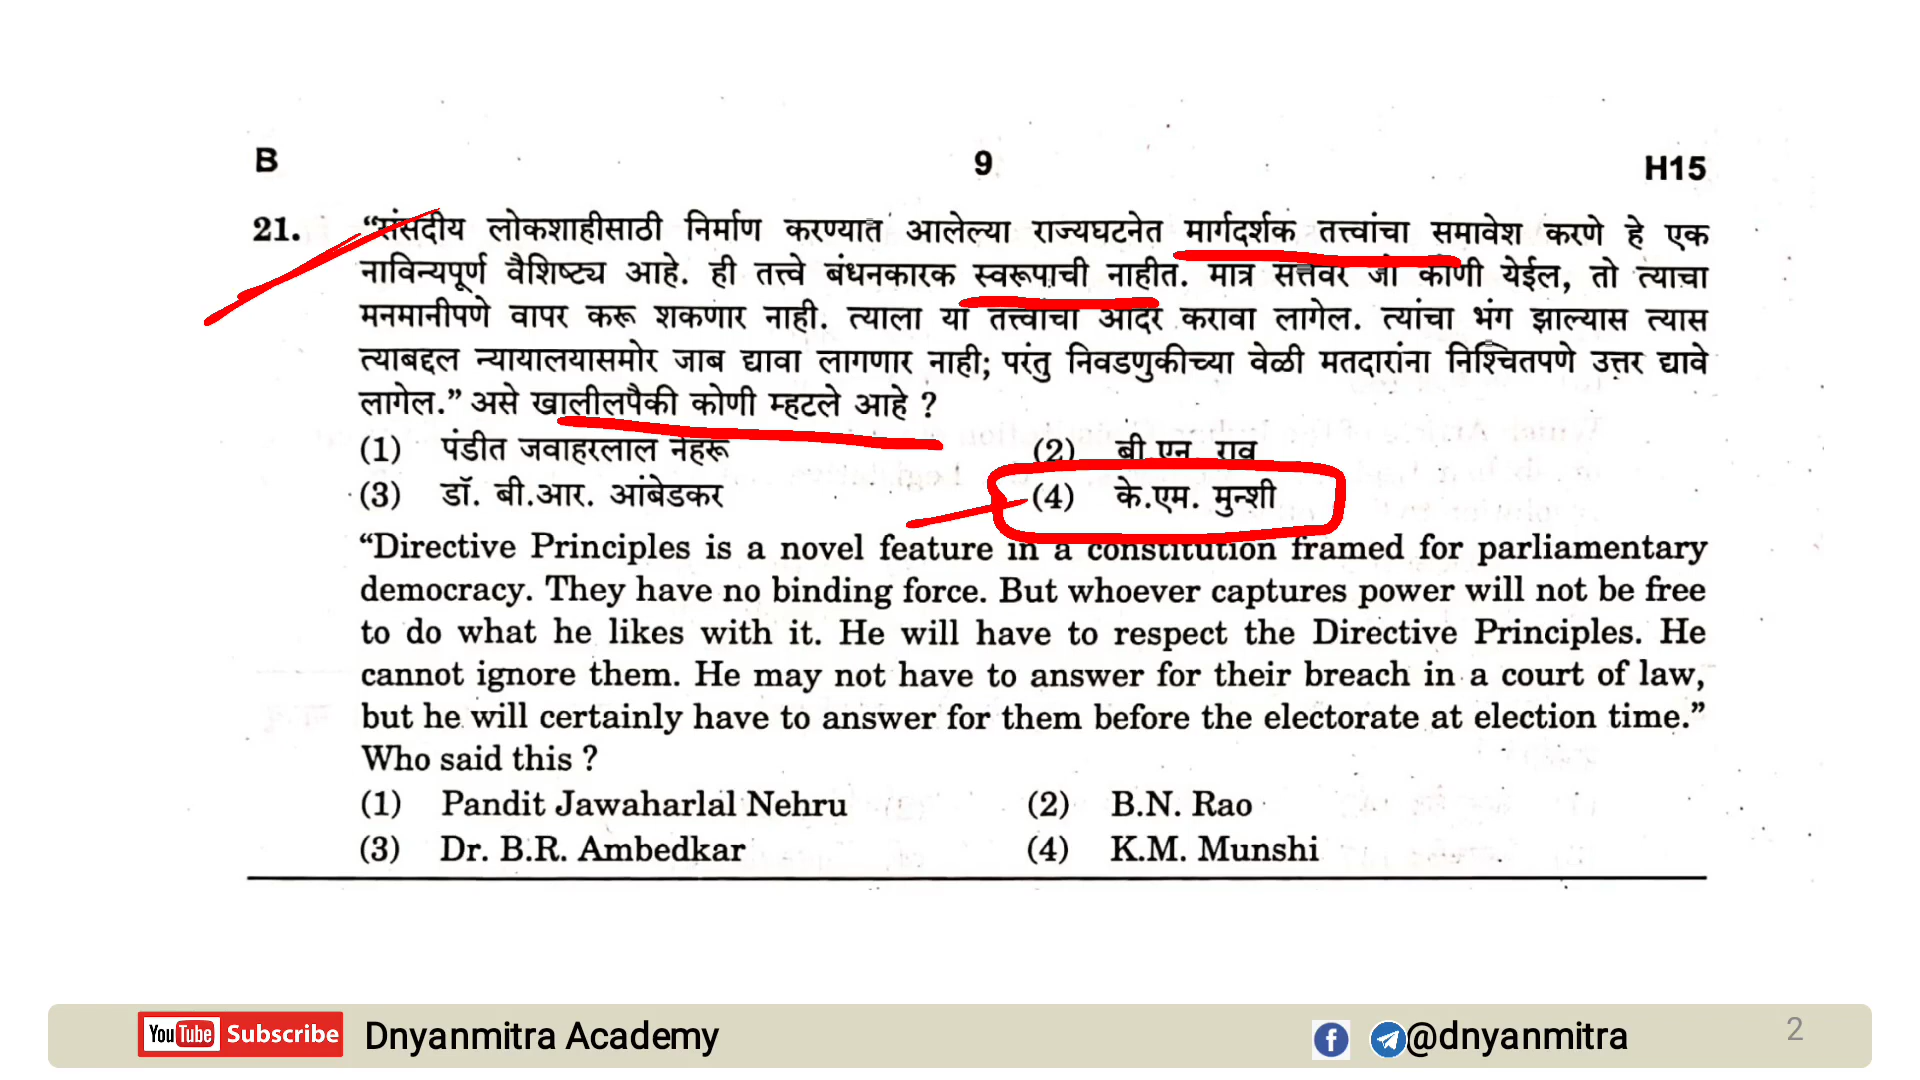 B 9 H15
21. “संसदीय लोकशाहीसाठी निर्माण करण्यात आलेल्या राज्यघटनेत मार्गदर्शक तत्त्वांचा समावेश करणे हे एक
नाविन्यपूर्ण वैशिष्ट्य आहे. ही तत्त्वे बंधनकारक स्वरूपाची नाहीत. मात्र सत्तेवर जो कोणी येईल, तो त्याचा
मनमानीपणे वापर करू शकणार नाही. त्याला या तत्त्वांचा आदर करावा लागेल. त्यांचा भंग झाल्यास त्यास
त्याबद्दल न्यायालयासमोर जाब द्यावा लागणार नाही; परंतु निवडणुकीच्या वेळी मतदारांना निश्चितपणे उत्तर द्यावे
लागेल.” असे खालीलपैकी कोणी म्हटले आहे ?
(1) पंडीत जवाहरलाल नेहरू (2) बी.एन. राव
(3) डॉ. बी.आर. आंबेडकर (4) के.एम. मुन्शी
“Directive Principles is a novel feature in a constitution framed for parliamentary
democracy. They have no binding force. But whoever captures power will not be free
to do what he likes with it. He will have to respect the Directive Principles. He
cannot ignore them. He may not have to answer for their breach in a court of law,
but he will certainly have to answer for them before the electorate at election time.”
Who said this ?
(1) Pandit Jawaharlal Nehru (2) B.N. Rao
(3) Dr. B.R. Ambedkar (4) K.M. Munshi
YouTube Subscribe Dnyanmitra Academy f @dnyanmitra 2